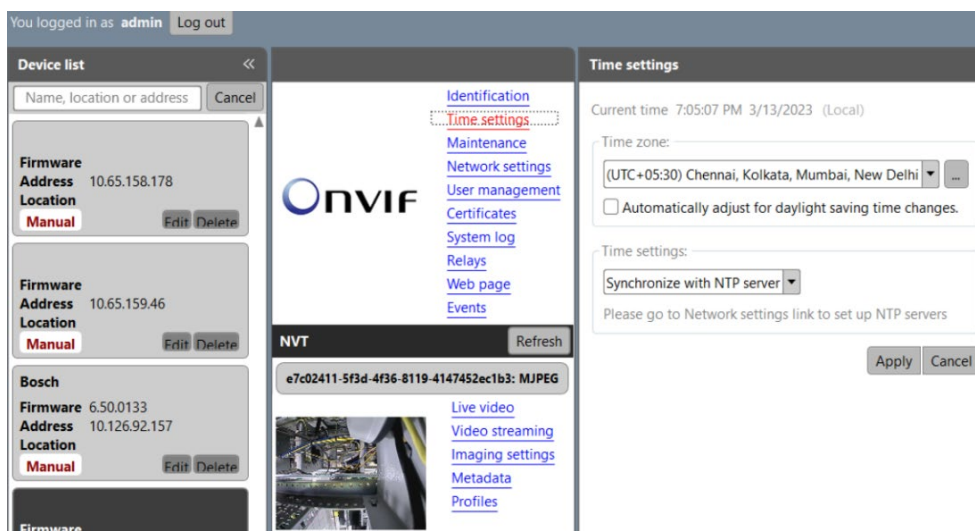 You logged in as admin Log out
Device list «
Name, location or address Cancel
Firmware
Address 10.65.158.178
Location
Manual Edit Delete
Firmware
Address 10.65.159.46
Location
Manual Edit Delete
Bosch
Firmware 6.50.0133
Address 10.126.92.157
Location
Manual Edit Delete
Firmware
ONVIF
Identification
Time settings
Maintenance
Network settings
User management
Certificates
System log
Relays
Web page
Events
NVT Refresh
e7c02411-5f3d-4f36-8119-4147452ec1b3: MJPEG
Live video
Video streaming
Imaging settings
Metadata
Profiles
Time settings
Current time 7:05:07 PM 3/13/2023 (Local)
Time zone:
(UTC+05:30) Chennai, Kolkata, Mumbai, New Delhi ...
Automatically adjust for daylight saving time changes.
Time settings:
Synchronize with NTP server
Please go to Network settings link to set up NTP servers
Apply Cancel